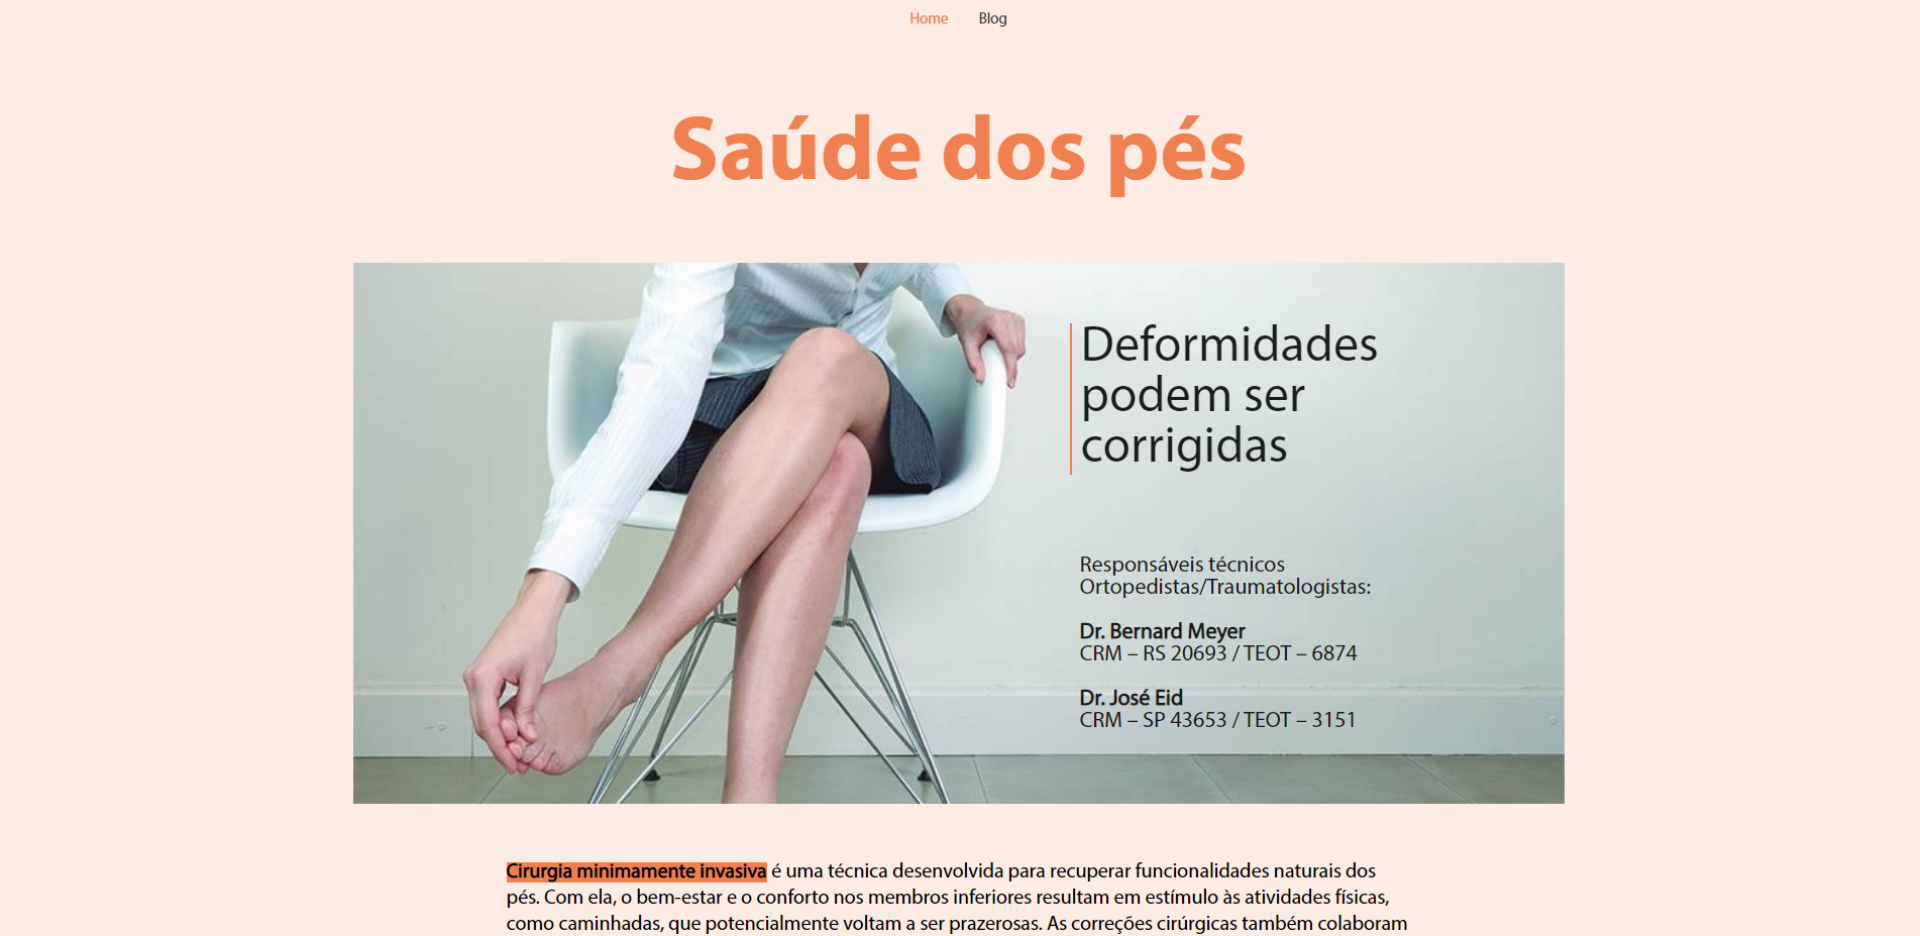 Home Blog
Saúde dos pés
Deformidades
podem ser
corrigidas
Responsáveis técnicos
Ortopedistas/Traumatologistas:
Dr. Bernard Meyer
CRM – RS 20693 / TEOT – 6874
Dr. José Eid
CRM – SP 43653 / TEOT – 3151
Cirurgia minimamente invasiva é uma técnica desenvolvida para recuperar funcionalidades naturais dos
pés. Com ela, o bem-estar e o conforto nos membros inferiores resultam em estímulo às atividades físicas,
como caminhadas, que potencialmente voltam a ser prazerosas. As correções cirúrgicas também colaboram